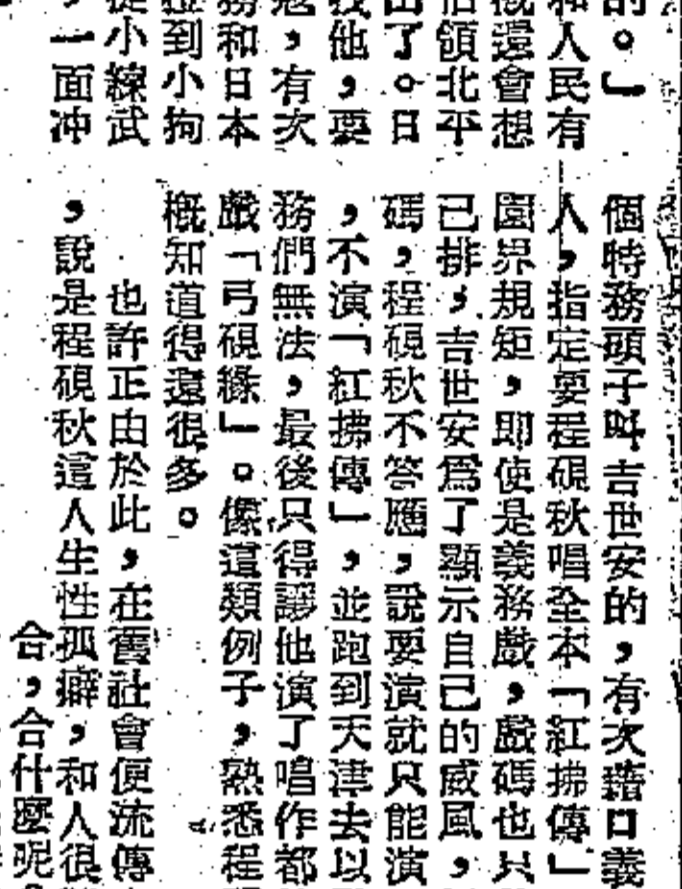 的。」
和人民有
概還會想
佔領北平
出了。日
我他，要
冠，有次
務和日本
拉到小拘
從小練武
，一面冲
個特務頭子叫吉世安的，有次藉口義
人，指定要程硯秋唱全本「紅拂傳」
園界規矩，即使是義務戲，戲碼也只
已排，吉世安爲了顯示自己的威風，
碼，程硯秋不答應，說要演就只能演
，不演「紅拂傳」，並跑到天津去以
務們無法，最後只得讓他演了唱作都
戲「弓硯緣」。像這類例子，熟悉程
概知道得還很多。
也許正由於此，在舊社會便流傳
，說是程硯秋這人生性孤癖，和人很
合，合什麼呢